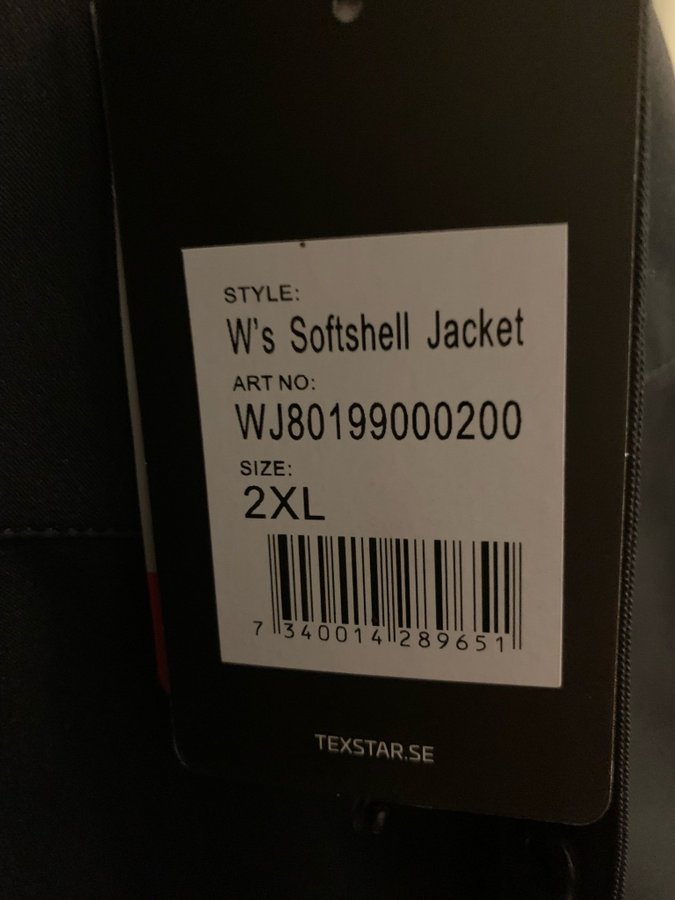 STYLE:
W's Softshell Jacket
ART NO:
WJ80199000200
SIZE:
2XL
7 340014 289651
TEXSTAR.SE